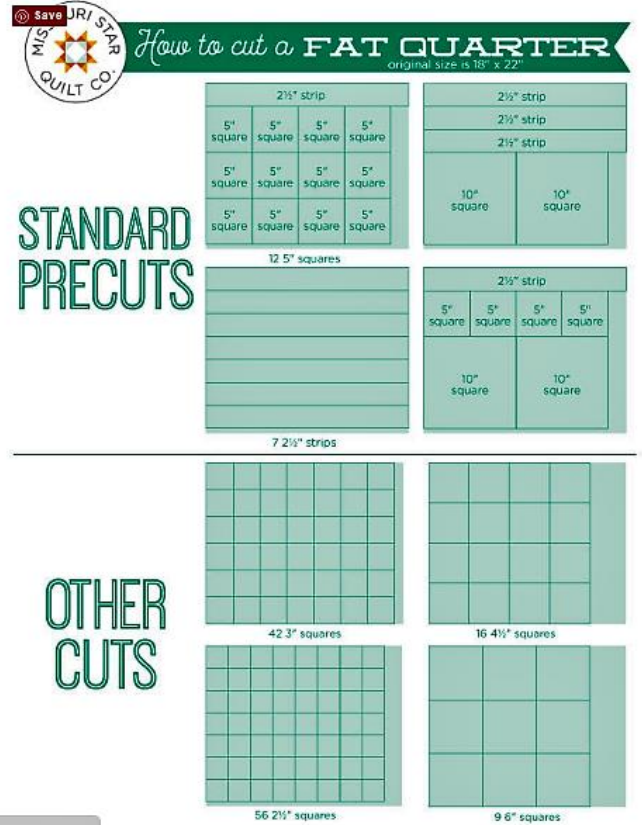 Save
MISSOURI STAR
QUILT CO.
How to cut a FAT QUARTER
original size is 18" x 22"
STANDARD
PRECUTS
2½" strip
5" square 5" square 5" square 5" square
5" square 5" square 5" square 5" square
5" square 5" square 5" square 5" square
12 5" squares
2½" strip
2½" strip
2½" strip
10" square 10" square
7 2½" strips
2½" strip
5" square 5" square 5" square 5" square
10" square 10" square
OTHER
CUTS
42 3" squares
16 4½" squares
56 2½" squares
9 6" squares